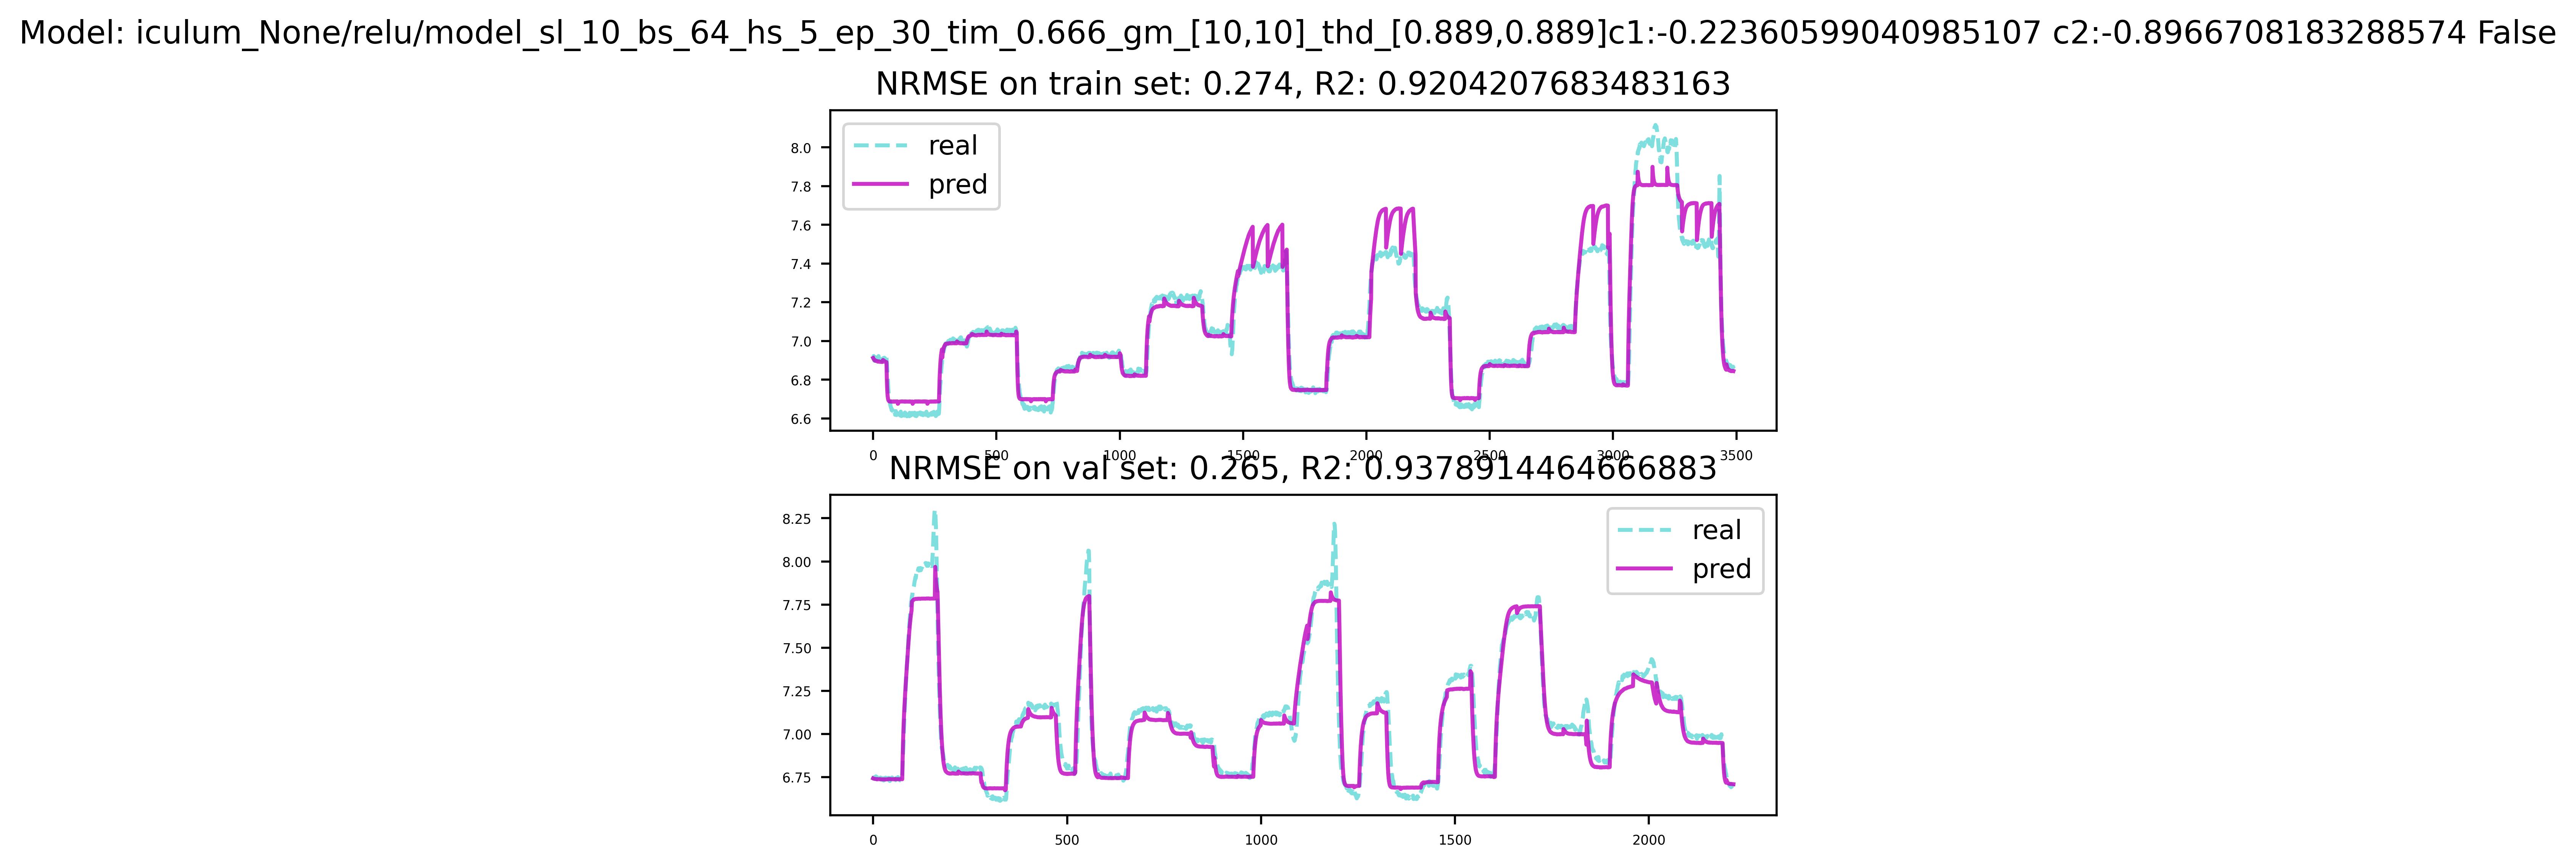 Model: iculum_None/relu/model_sl_10_bs_64_hs_5_ep_30_tim_0.666_gm_[10,10]_thd_[0.889,0.889]c1:-0.22360599040985107 c2:-0.8966708183288574 False
NRMSE on train set: 0.274, R2: 0.9204207683483163
real
pred
8.0
7.8
7.6
7.4
7.2
7.0
6.8
6.6
0 500 1000 1500 2000 2500 3000 3500
NRMSE on val set: 0.265, R2: 0.9378914464666883
real
pred
8.25
8.00
7.75
7.50
7.25
7.00
6.75
0 500 1000 1500 2000